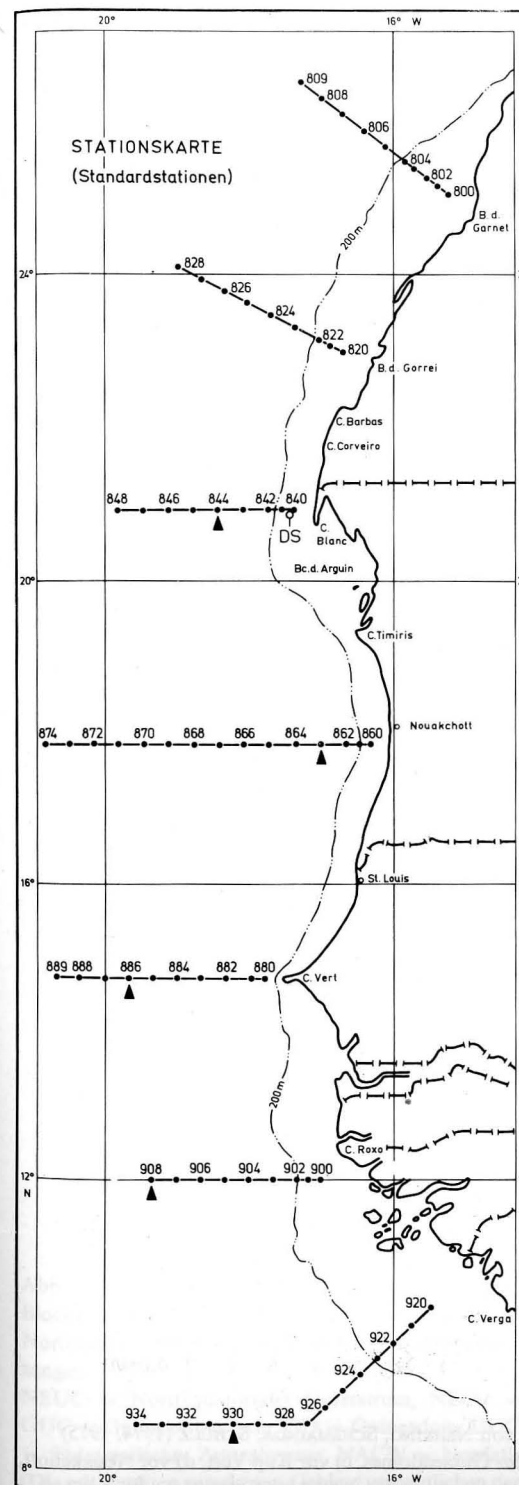 20° 16° W
809
808
806
804
802
800
STATIONSKARTE
(Standardstationen)
B.d.
Garnet
200 m
24°
828
826
824
822
820
B.d. Gorrei
C. Barbas
C. Corveiro
848 846 844 842 840
DS
C.
Blanc
Bc.d. Arguin
20°
C.Timiris
Nouakchott
874 872 870 868 866 864 862 860
St. Louis
16°
889 888 886 884 882 880
C. Vert
200m
C. Roxo
908 906 904 902 900
12°
N
920
C. Verga
922
924
926
934 932 930 928
8°
20° 16°